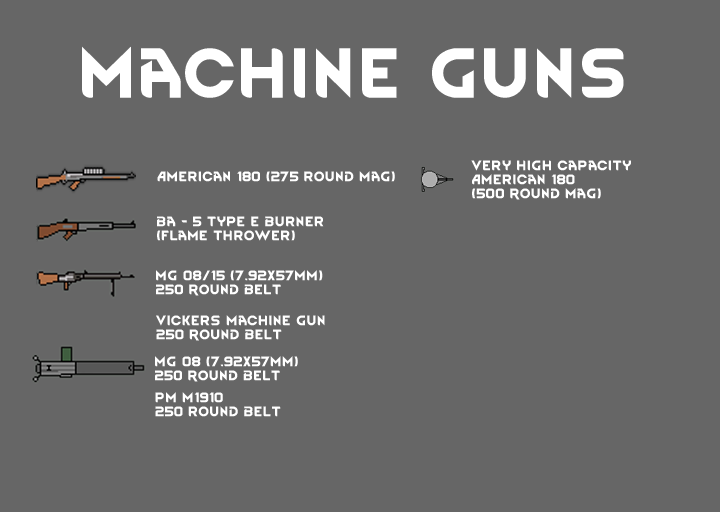 MACHINE GUNS
AMERICAN 180 (275 ROUND MAG)
VERY HIGH CAPACITY
AMERICAN 180
(500 ROUND MAG)
BA - 5 TYPE E BURNER
(FLAME THROWER)
MG 08/15 (7.92X57MM)
250 ROUND BELT
VICKERS MACHINE GUN
250 ROUND BELT
MG 08 (7.92X57MM)
250 ROUND BELT
PM M1910
250 ROUND BELT